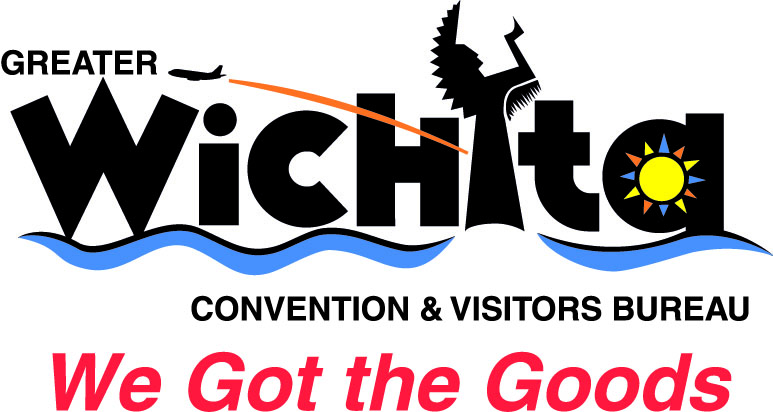 GREATER
Wichita
CONVENTION & VISITORS BUREAU
We Got the Goods